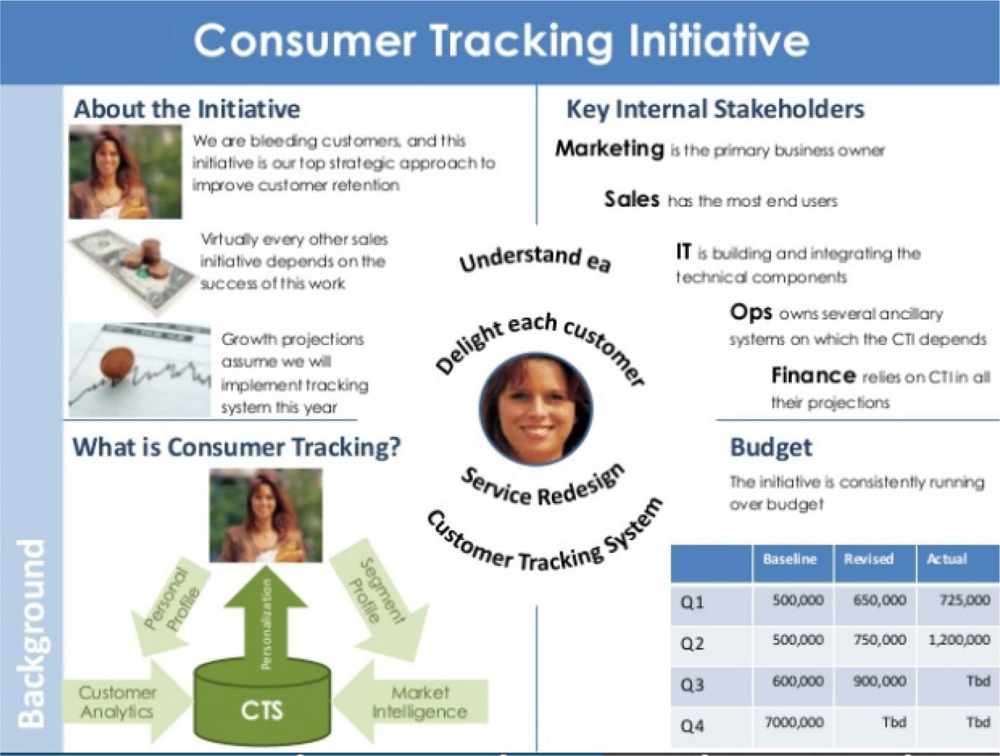 Consumer Tracking Initiative
About the Initiative
We are bleeding customers, and this
initiative is our top strategic approach to
improve customer retention
Virtually every other sales
initiative depends on the
success of this work
Growth projections
assume we will
implement tracking
system this year
Key Internal Stakeholders
Marketing is the primary business owner
Sales has the most end users
IT is building and integrating the
technical components
Ops owns several ancillary
systems on which the CTI depends
Finance relies on CTI in all
their projections
Understand ea
Delight each customer
Service Redesign
Customer Tracking System
What is Consumer Tracking?
Personal
Profile
Personalization
Segment
Profile
Customer
Analytics
CTS
Market
Intelligence
Budget
The initiative is consistently running
over budget
Baseline Revised Actual
Q1 500,000 650,000 725,000
Q2 500,000 750,000 1,200,000
Q3 600,000 900,000 Tbd
Q4 7000,000 Tbd Tbd
Background